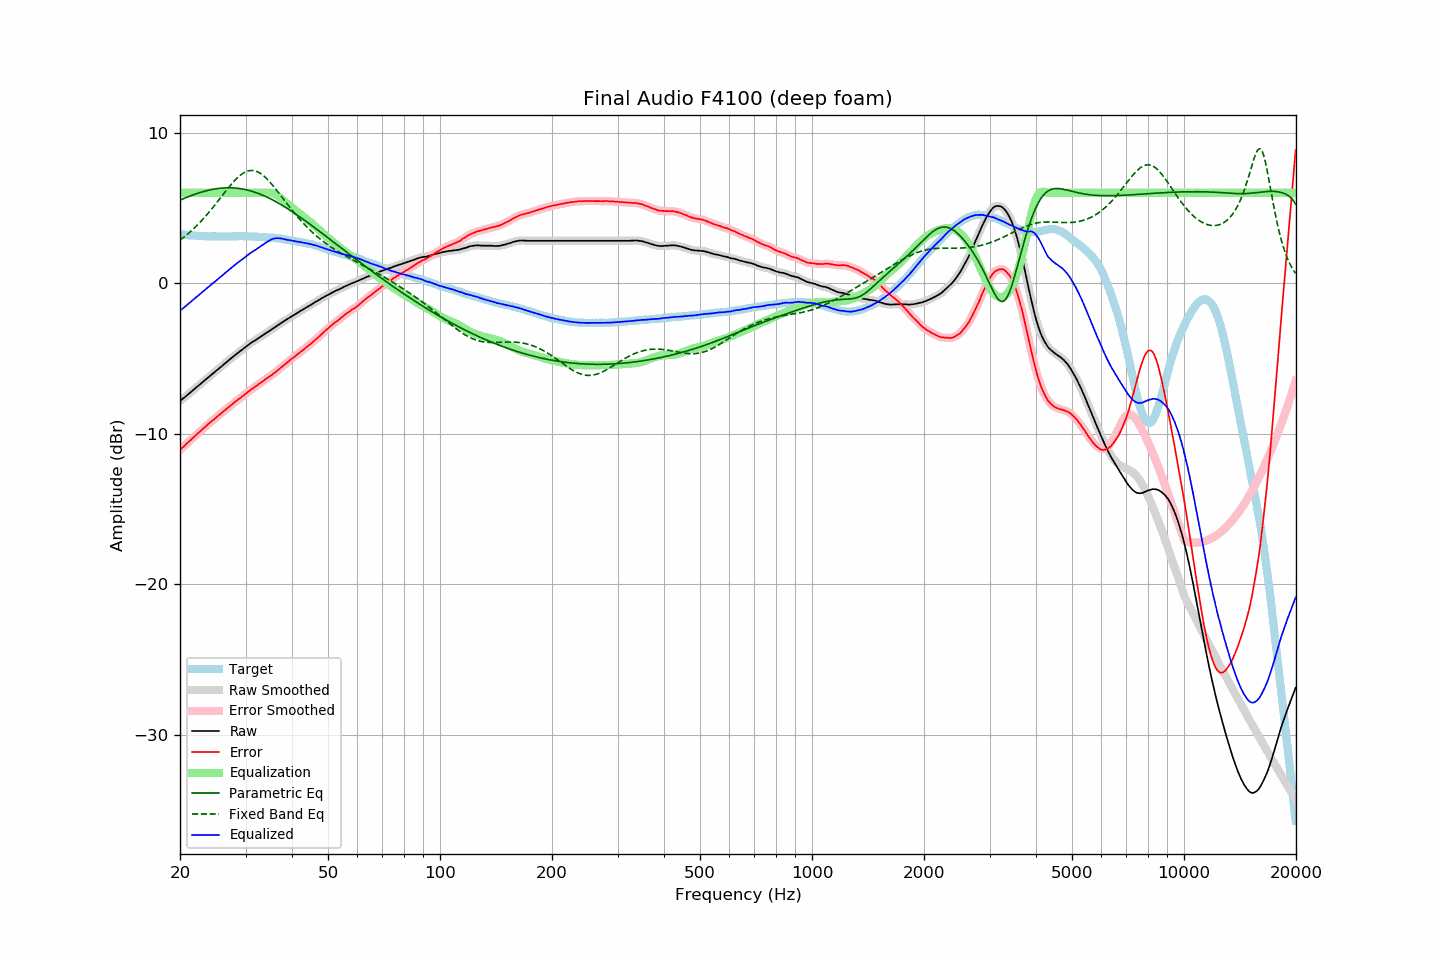 Final Audio F4100 (deep foam)
10
0
−10
−20
−30
Amplitude (dBr)
Target
Raw Smoothed
Error Smoothed
Raw
Error
Equalization
Parametric Eq
Fixed Band Eq
Equalized
20 50 100 200 500 1000 2000 5000 10000 20000
Frequency (Hz)